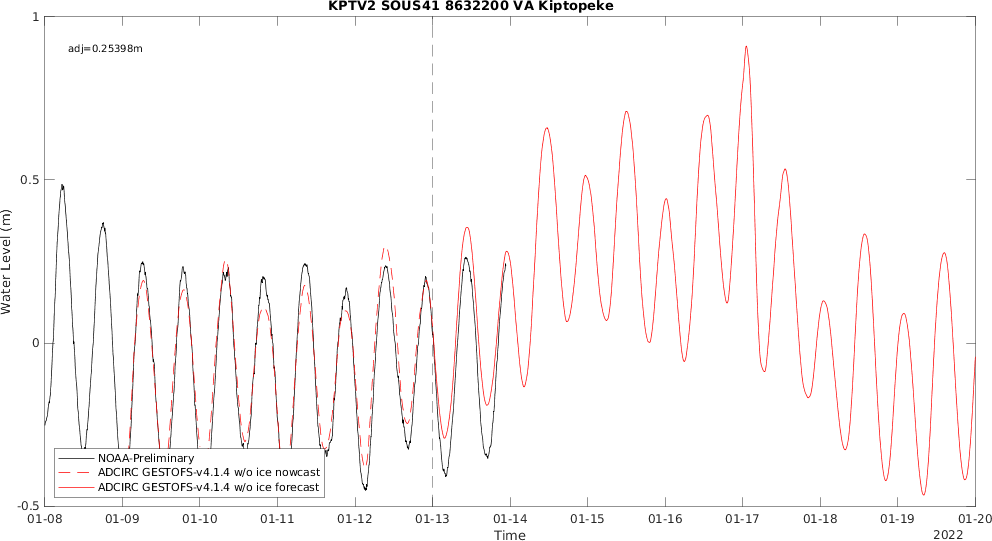 KPTV2 SOUS41 8632200 VA Kiptopeke
adj=0.25398m
1
0.5
0
-0.5
Water Level (m)
NOAA-Preliminary
ADCIRC GESTOFS-v4.1.4 w/o ice nowcast
ADCIRC GESTOFS-v4.1.4 w/o ice forecast
01-08 01-09 01-10 01-11 01-12 01-13 01-14 01-15 01-16 01-17 01-18 01-19 01-20
Time
2022